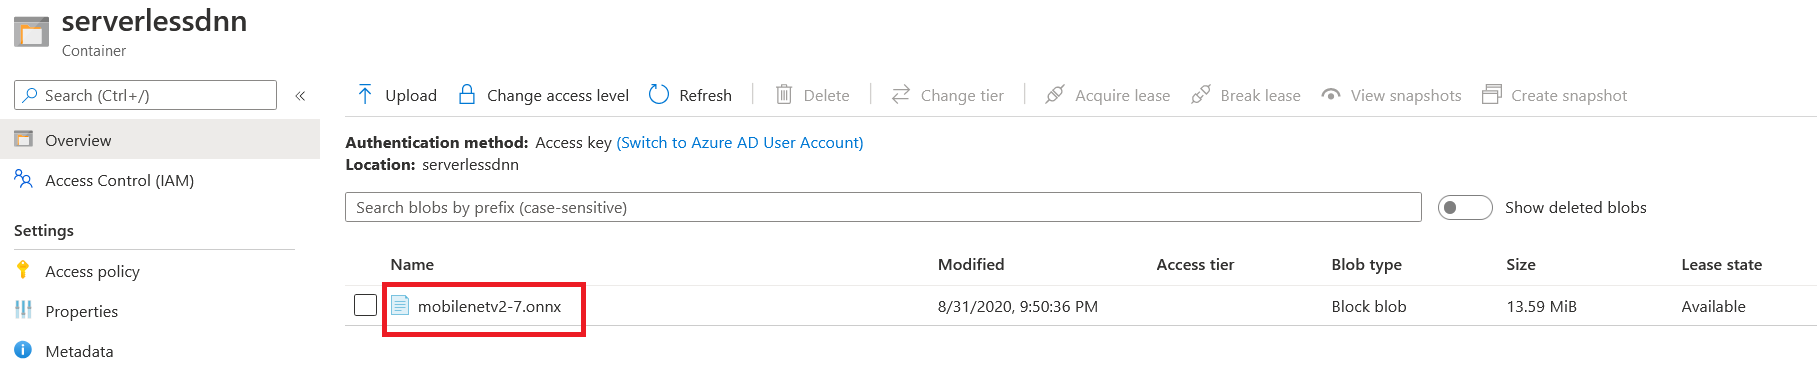 serverlessdnn
Container
Search (Ctrl+/)
«
Overview
Access Control (IAM)
Settings
Access policy
Properties
Metadata
Upload Change access level Refresh Delete Change tier Acquire lease Break lease View snapshots Create snapshot
Authentication method: Access key (Switch to Azure AD User Account)
Location: serverlessdnn
Search blobs by prefix (case-sensitive) Show deleted blobs
Name Modified Access tier Blob type Size Lease state
mobilenetv2-7.onnx 8/31/2020, 9:50:36 PM Block blob 13.59 MiB Available